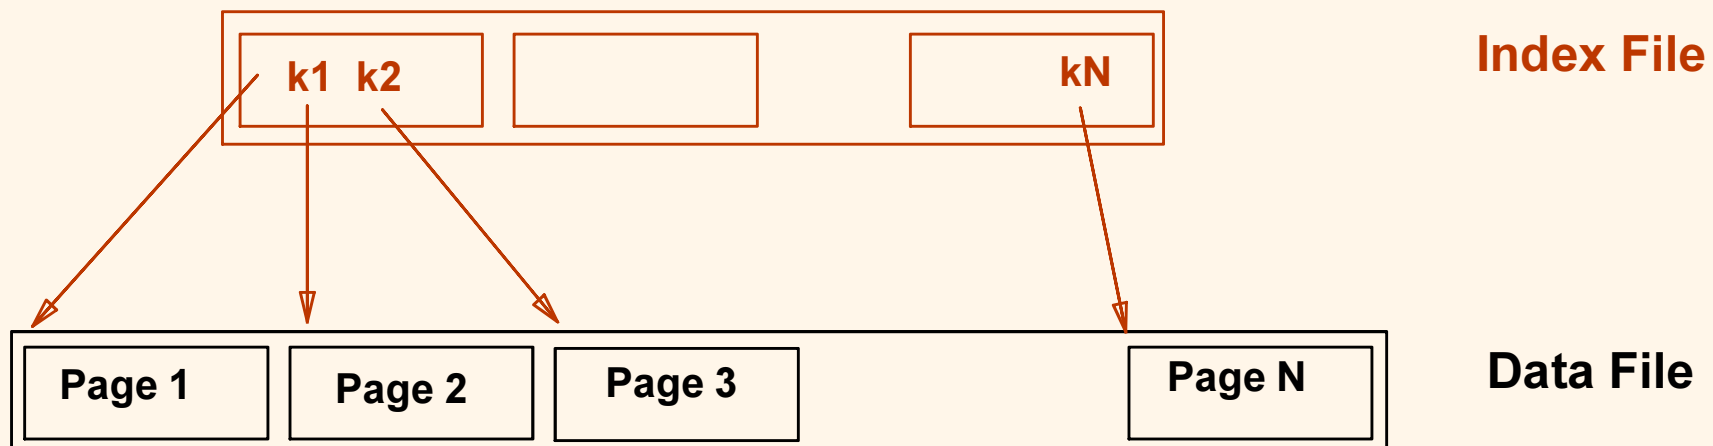 k1 k2 kN Index File
Page 1 Page 2 Page 3 Page N Data File